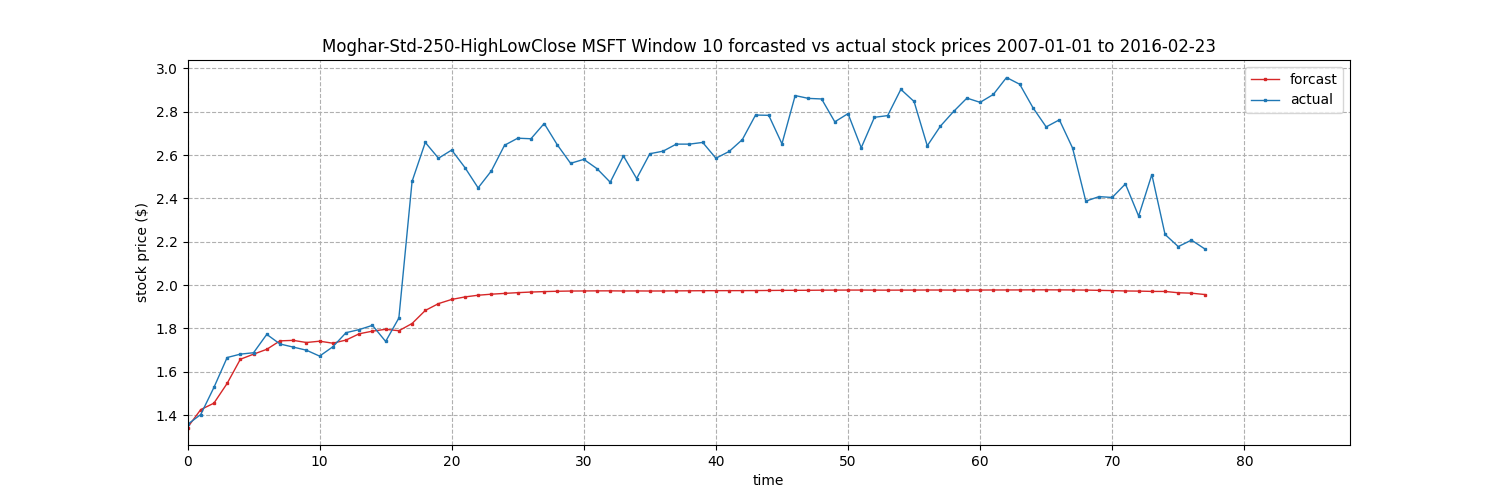 Moghar-Std-250-HighLowClose MSFT Window 10 forcasted vs actual stock prices 2007-01-01 to 2016-02-23
forcast
actual
stock price ($)
3.0
2.8
2.6
2.4
2.2
2.0
1.8
1.6
1.4
0 10 20 30 40 50 60 70 80
time